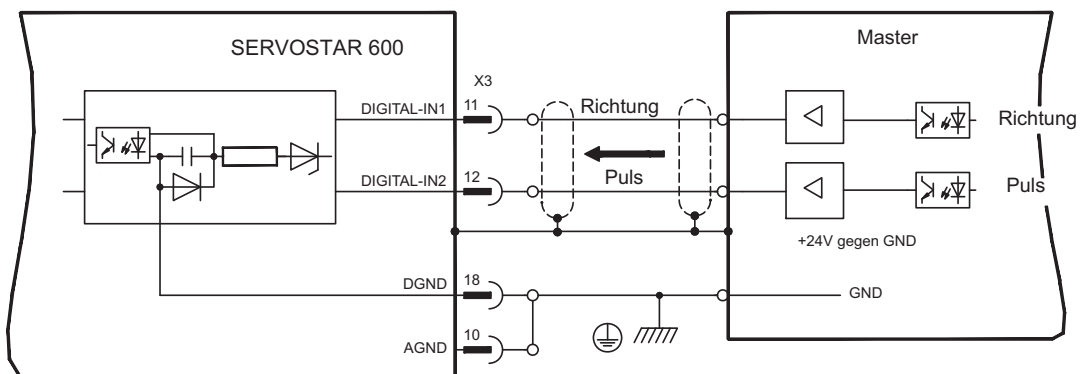 SERVOSTAR 600
Master
X3
DIGITAL-IN1
11
Richtung
Richtung
DIGITAL-IN2
12
Puls
Puls
+24V gegen GND
DGND
18
GND
AGND
10